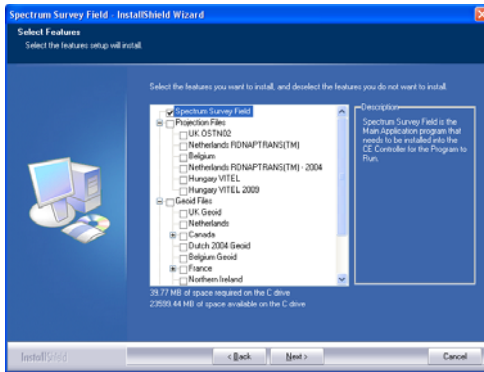 Spectrum Survey Field - InstallShield Wizard
Select Features
Select the features setup will install.
Select the features you want to install, and deselect the features you do not want to install.
Spectrum Survey Field
Projection Files
UK OSTN02
Netherlands RDNAPTRANS(TM)
Belgium
Netherlands RDNAPTRANS(TM) - 2004
Hungary VITEL
Hungary VITEL 2009
Geoid Files
UK Geoid
Netherlands
Canada
Dutch 2004 Geoid
Belgium Geoid
France
Northern Ireland
Description
Spectrum Survey Field is the
Main Application program that
needs to be installed into the
CE Controller for the Program to
Run.
39.77 MB of space required on the C drive
23599.44 MB of space available on the C drive
InstallShield
< Back
Next >
Cancel